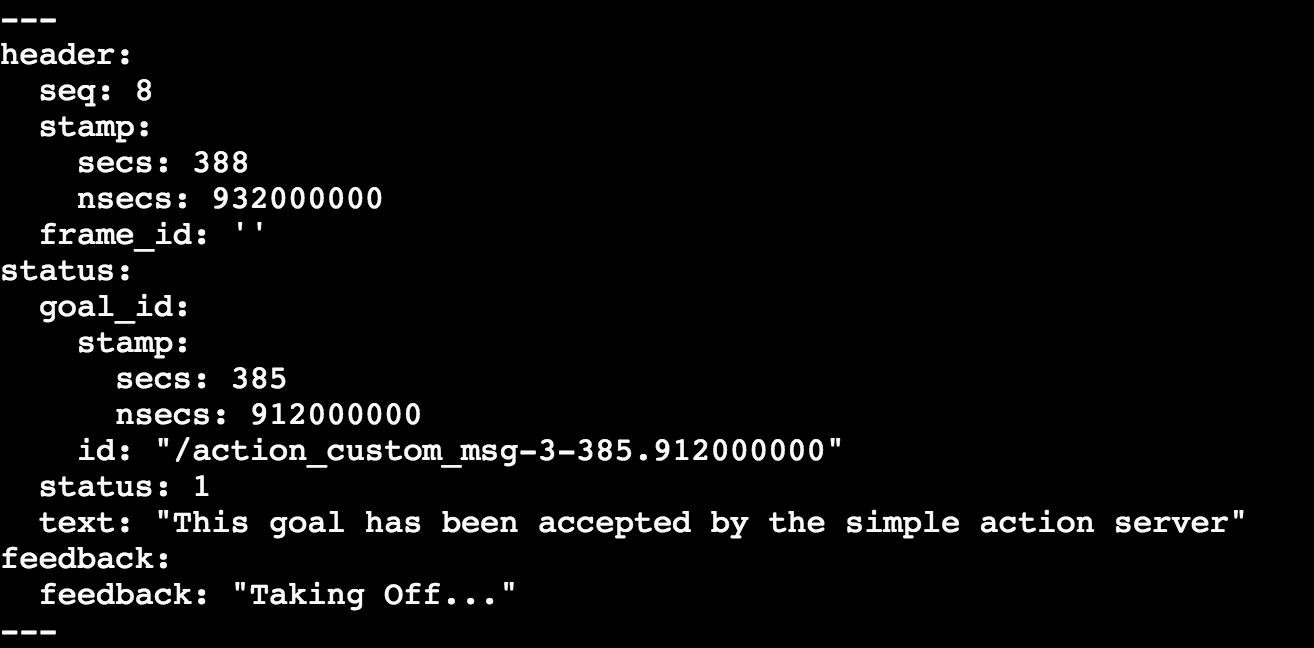 ---
header:
  seq: 8
  stamp:
    secs: 388
    nsecs: 932000000
  frame_id: ''
status:
  goal_id:
    stamp:
      secs: 385
      nsecs: 912000000
    id: "/action_custom_msg-3-385.912000000"
  status: 1
  text: "This goal has been accepted by the simple action server"
feedback:
  feedback: "Taking Off..."
---